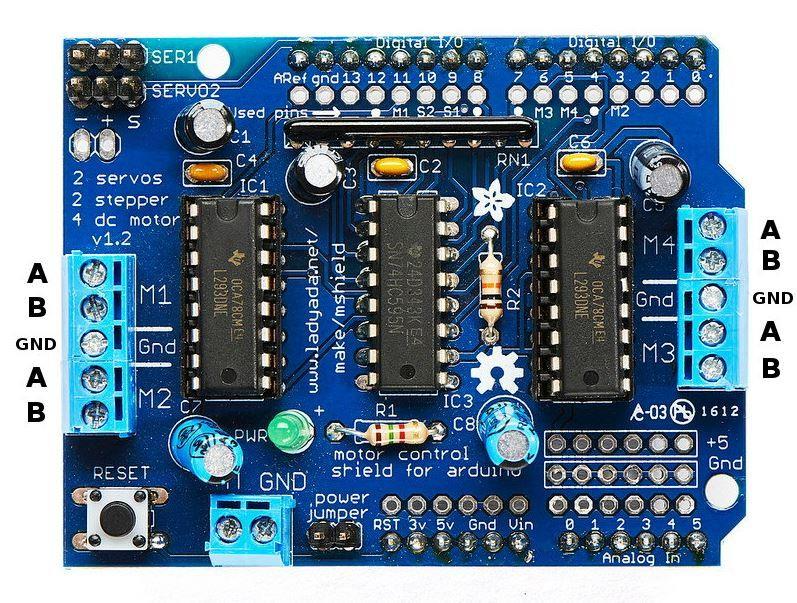 Digital I/O Digital I/O
SER1
ARef gnd 13 12 11 10 9 8 7 6 5 4 3 2 1 0
SERVO2
Used pins M1 S2 S1 M3 M4 M2
- + S
C1
RN1
C4 C3 C2 C6
IC1 IC2
2 servos
2 stepper
4 dc motor
v1.2
www.ladyada.net/
make/mshield
L293DNE
SN74HC595N
L293DNE
R2
A
B
GND
A
B
M1
Gnd
M2
M4
Gnd
M3
A
B
GND
A
B
C7
PWR
+
R1
IC3
C8
A-03 1612
motor control
shield for arduino
+5
Gnd
RESET
GND
power
jumper
RST 3v 5v Gnd Vin 0 1 2 3 4 5
Analog In